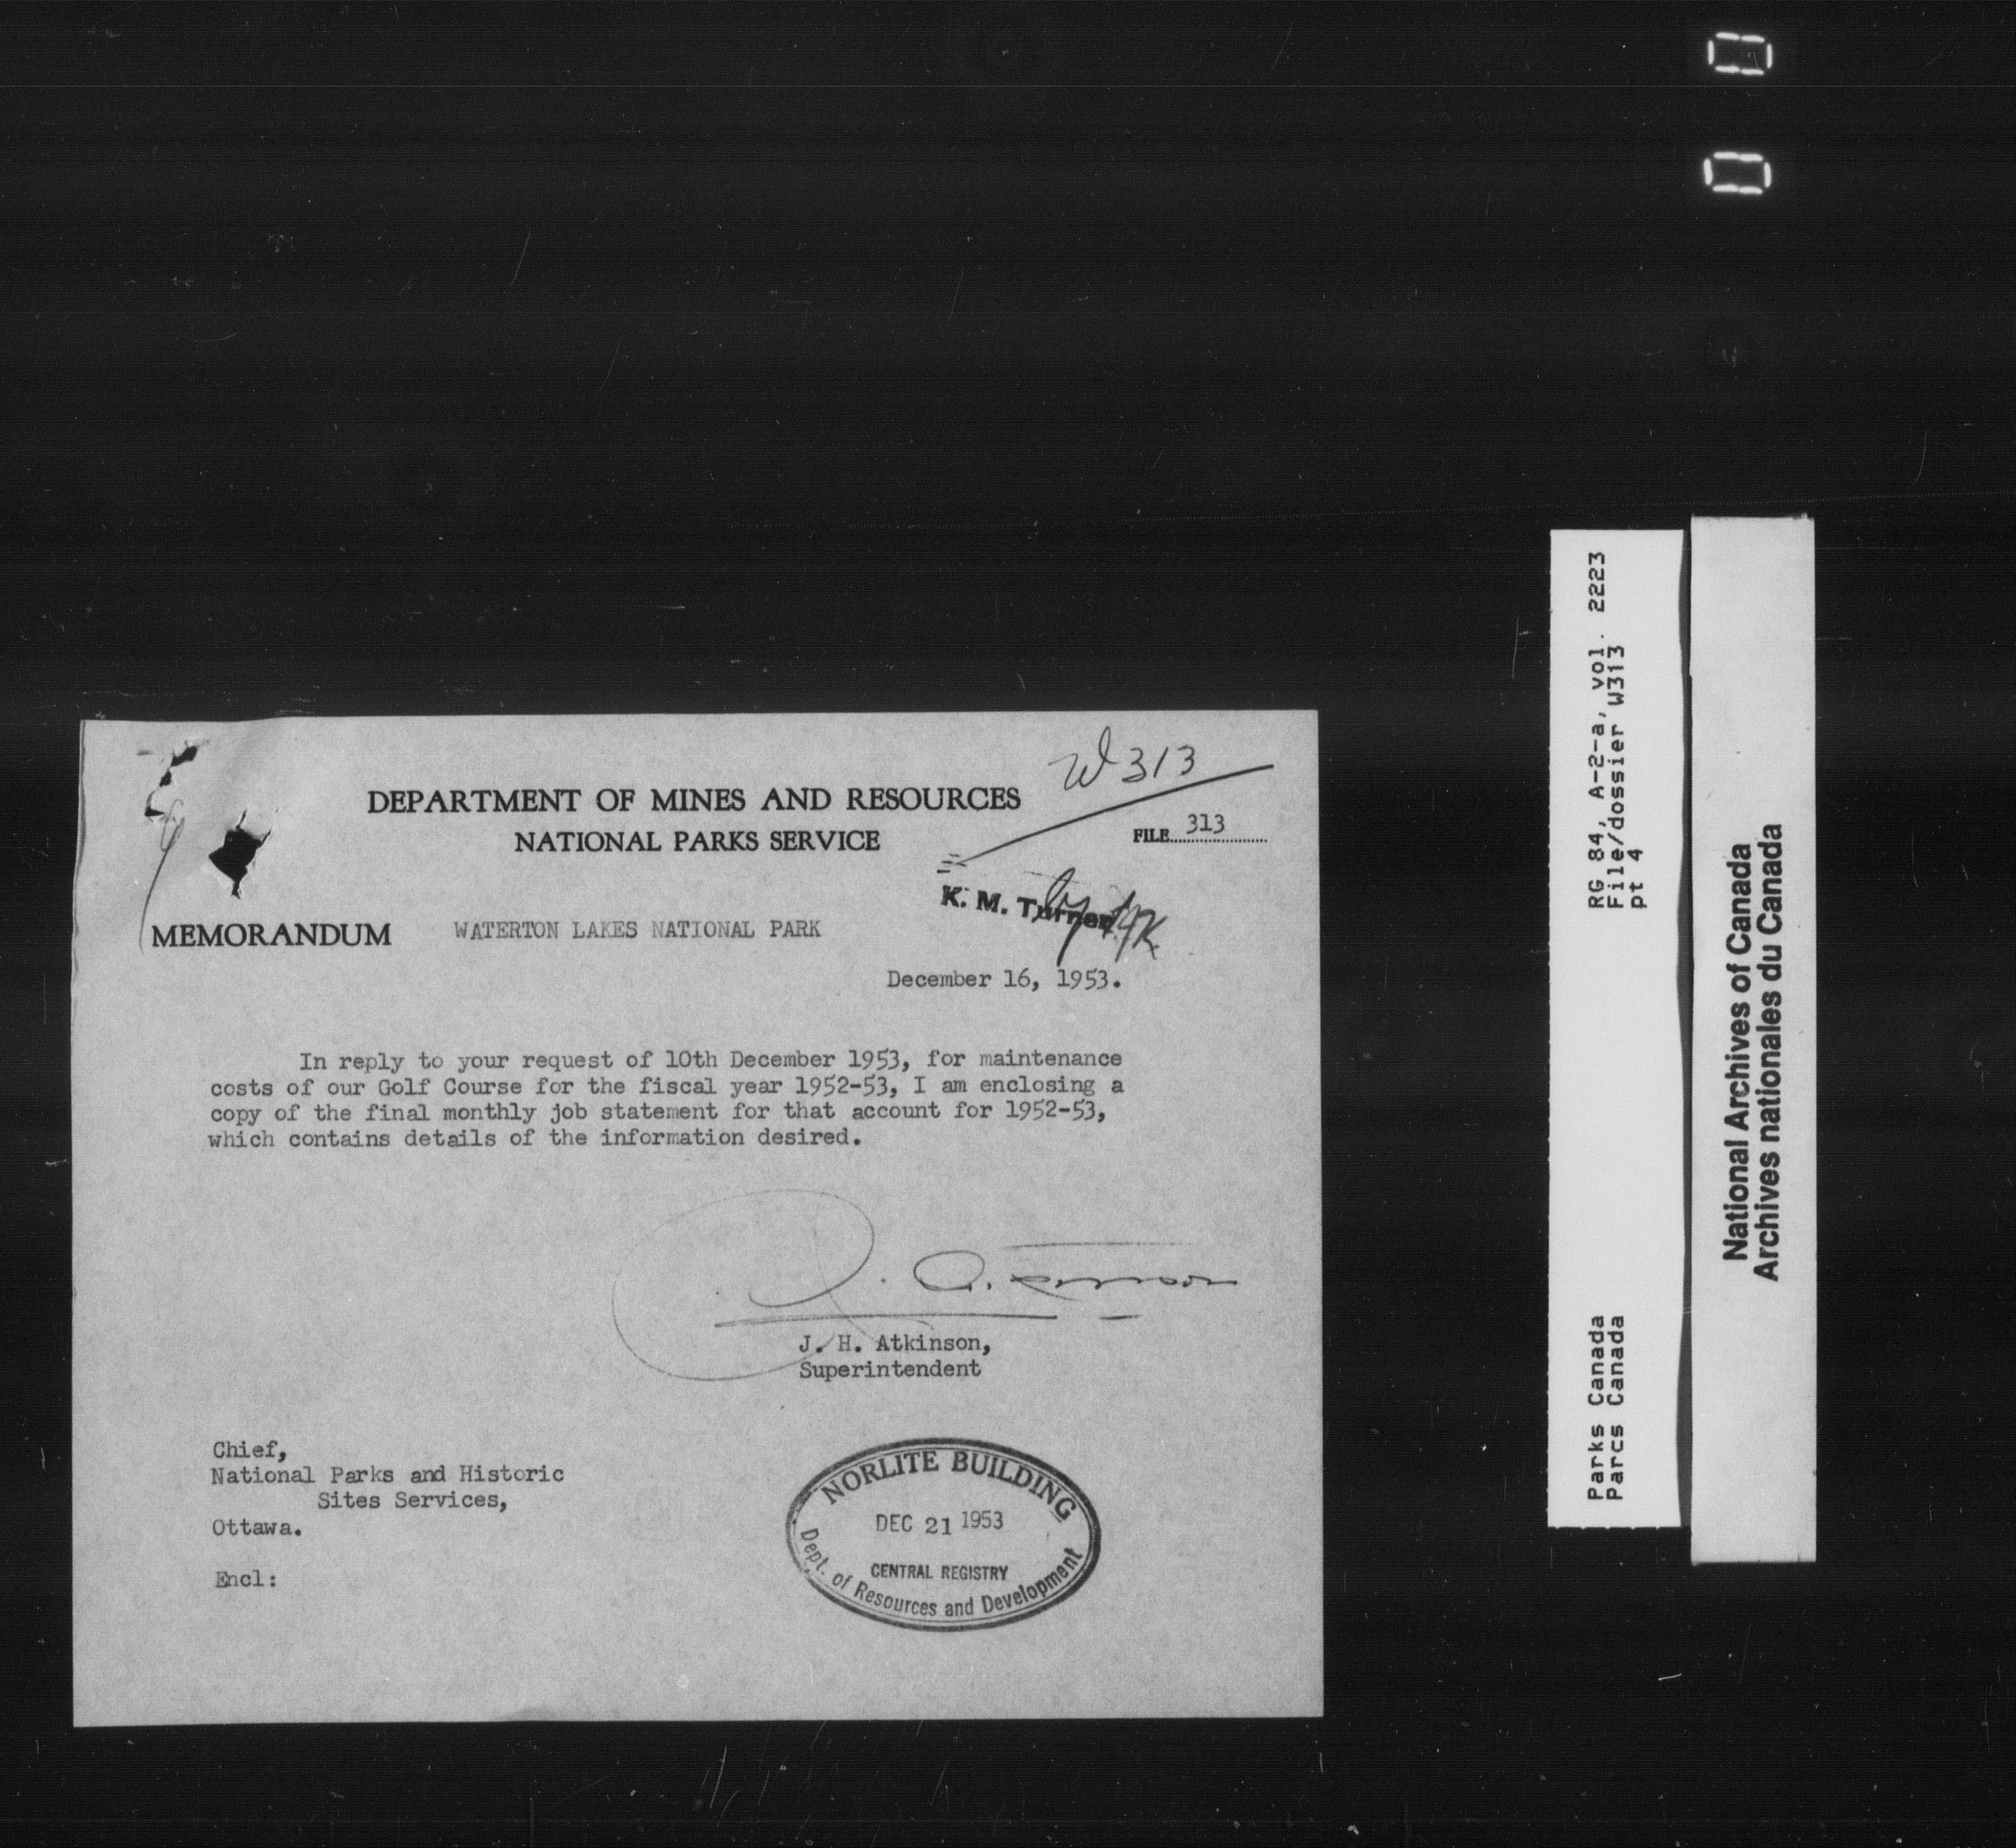 W313
DEPARTMENT OF MINES AND RESOURCES
NATIONAL PARKS SERVICE
FILE 313
K. M. Turner
MEMORANDUM WATERTON LAKES NATIONAL PARK
December 16, 1953.
In reply to your request of 10th December 1953, for maintenance
costs of our Golf Course for the fiscal year 1952-53, I am enclosing a
copy of the final monthly job statement for that account for 1952-53,
which contains details of the information desired.
J. H. Atkinson,
Superintendent
Chief,
National Parks and Historic
Sites Services,
Ottawa.
Encl:
NORLITE BUILDING
DEC 21 1953
CENTRAL REGISTRY
Dept. of Resources and Development
RG 84, A-2-a, vol. 2223
File/dossier W313
pt 4
Parks Canada
Parcs Canada
National Archives of Canada
Archives nationales du Canada